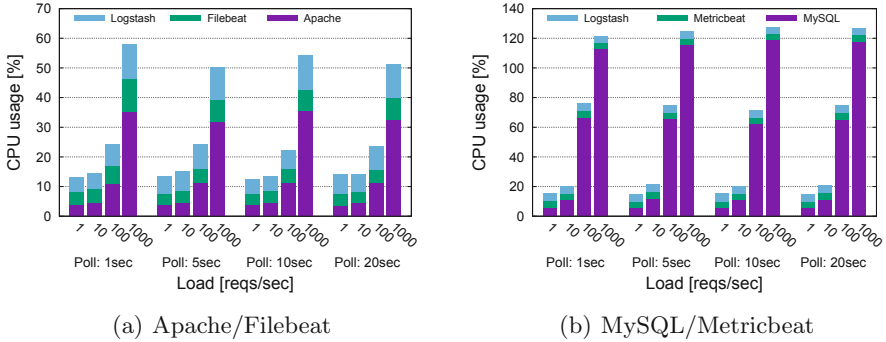 Logstash Filebeat Apache
CPU usage [%]
70
60
50
40
30
20
10
0
1 10 100 1000 1 10 100 1000 1 10 100 1000 1 10 100 1000
Poll: 1sec Poll: 5sec Poll: 10sec Poll: 20sec
Load [reqs/sec]
(a) Apache/Filebeat
Logstash Metricbeat MySQL
CPU usage [%]
140
120
100
80
60
40
20
0
1 10 100 1000 1 10 100 1000 1 10 100 1000 1 10 100 1000
Poll: 1sec Poll: 5sec Poll: 10sec Poll: 20sec
Load [reqs/sec]
(b) MySQL/Metricbeat